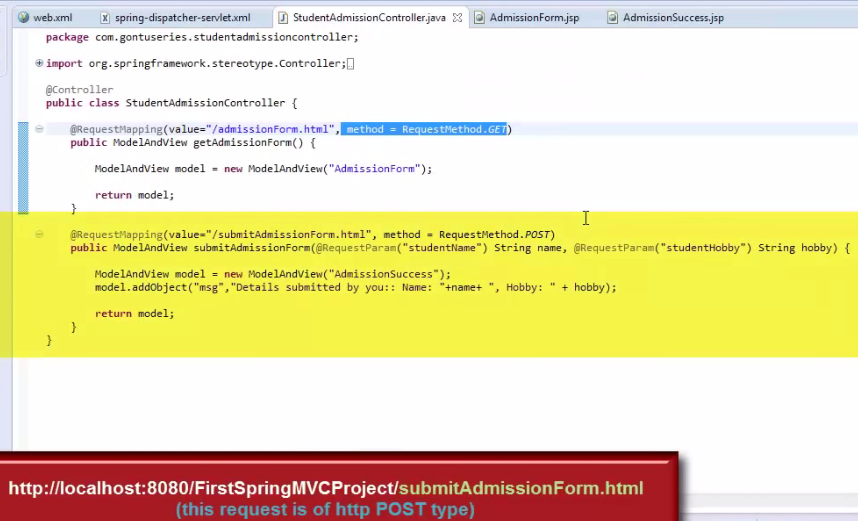 web.xml spring-dispatcher-servlet.xml StudentAdmissionController.java AdmissionForm.jsp AdmissionSuccess.jsp
package com.gontuseries.studentadmissioncontroller;
import org.springframework.stereotype.Controller;
@Controller
public class StudentAdmissionController {
@RequestMapping(value="/admissionForm.html", method = RequestMethod.GET)
public ModelAndView getAdmissionForm() {
ModelAndView model = new ModelAndView("AdmissionForm");
return model;
}
@RequestMapping(value="/submitAdmissionForm.html", method = RequestMethod.POST)
public ModelAndView submitAdmissionForm(@RequestParam("studentName") String name, @RequestParam("studentHobby") String hobby) {
ModelAndView model = new ModelAndView("AdmissionSuccess");
model.addObject("msg","Details submitted by you:: Name: "+name+ ", Hobby: " + hobby);
return model;
}
}
http://localhost:8080/FirstSpringMVCProject/submitAdmissionForm.html
(this request is of http POST type)